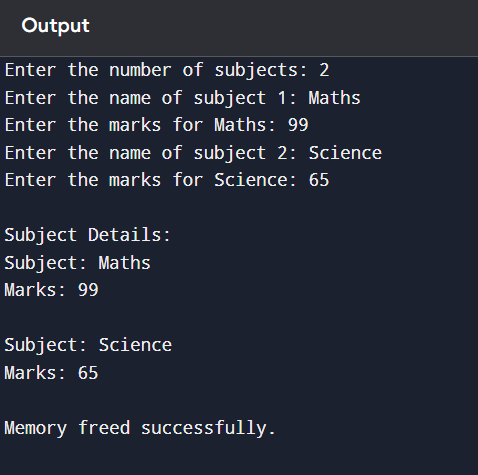 Output
Enter the number of subjects: 2
Enter the name of subject 1: Maths
Enter the marks for Maths: 99
Enter the name of subject 2: Science
Enter the marks for Science: 65
Subject Details:
Subject: Maths
Marks: 99
Subject: Science
Marks: 65
Memory freed successfully.